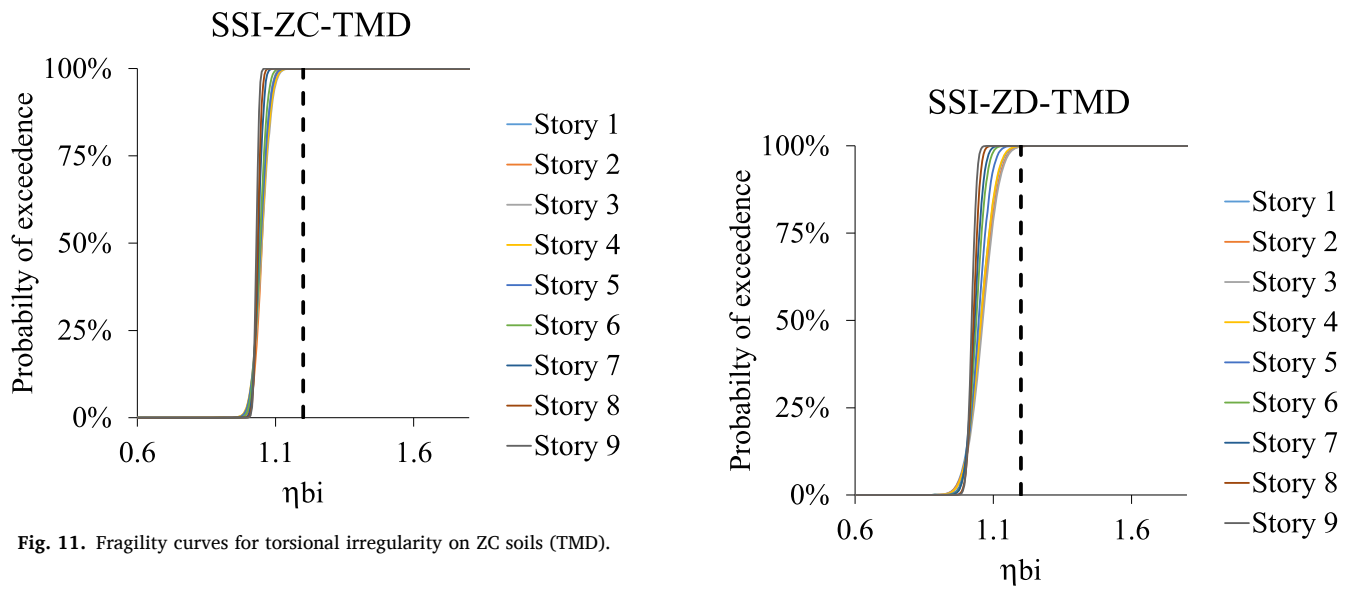 SSI-ZC-TMD
Probabilty of exceedence
100%
75%
50%
25%
0%
0.6 1.1 1.6
ηbi
Story 1
Story 2
Story 3
Story 4
Story 5
Story 6
Story 7
Story 8
Story 9
Fig. 11. Fragility curves for torsional irregularity on ZC soils (TMD).
SSI-ZD-TMD
Probabilty of exceedence
100%
75%
50%
25%
0%
0.6 1.1 1.6
ηbi
Story 1
Story 2
Story 3
Story 4
Story 5
Story 6
Story 7
Story 8
Story 9